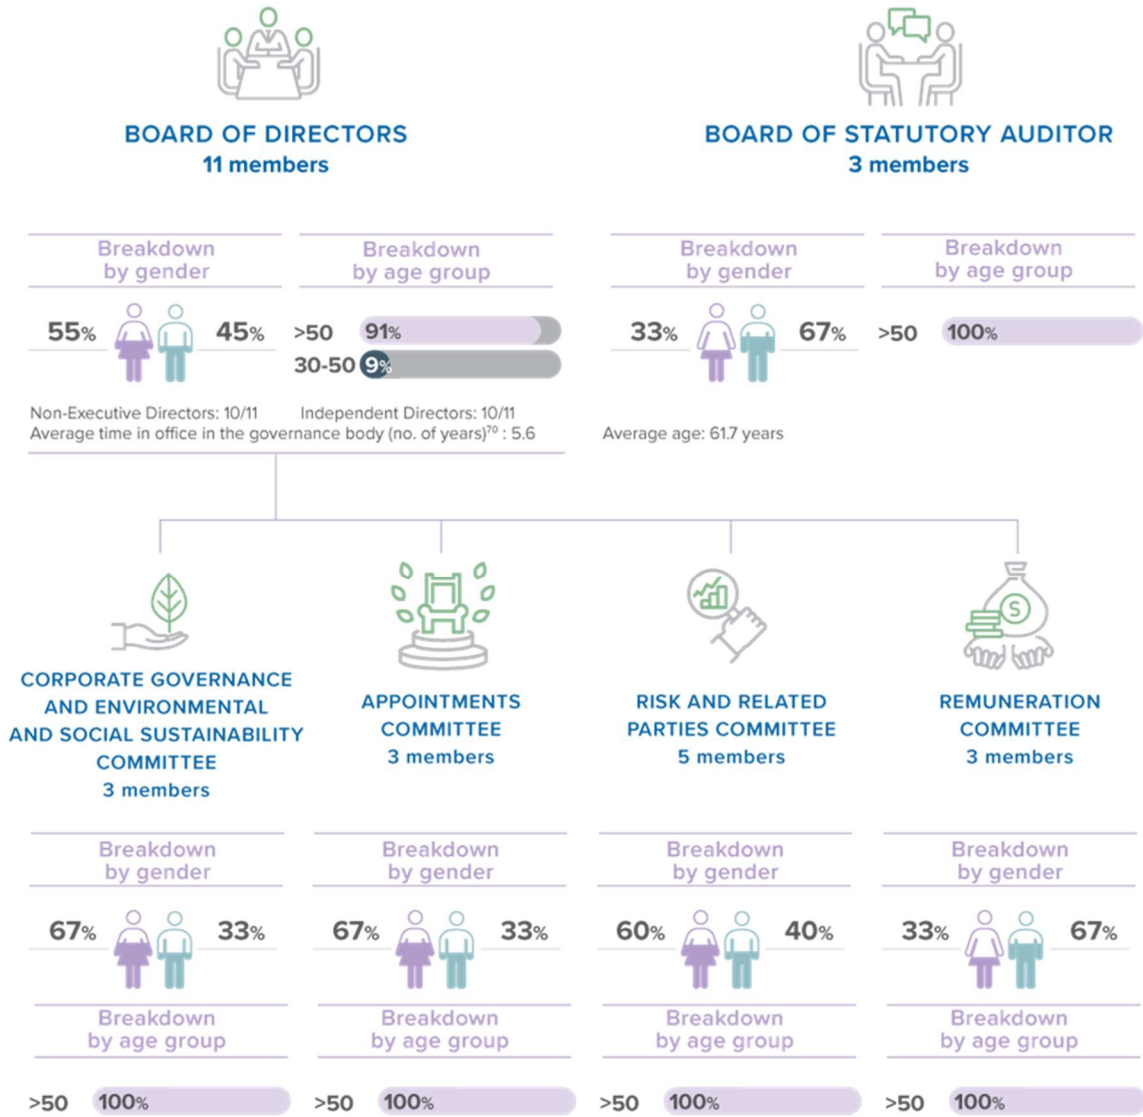 BOARD OF DIRECTORS
11 members
Breakdown
by gender
55%
45%
Breakdown
by age group
>50 91%
30-50 9%
Non-Executive Directors: 10/11 Independent Directors: 10/11
Average time in office in the governance body (no. of years)⁷⁰ : 5.6
BOARD OF STATUTORY AUDITOR
3 members
Breakdown
by gender
33%
67%
Breakdown
by age group
>50 100%
Average age: 61.7 years
CORPORATE GOVERNANCE
AND ENVIRONMENTAL
AND SOCIAL SUSTAINABILITY
COMMITTEE
3 members
Breakdown
by gender
67%
33%
Breakdown
by age group
>50 100%
APPOINTMENTS
COMMITTEE
3 members
Breakdown
by gender
67%
33%
Breakdown
by age group
>50 100%
RISK AND RELATED
PARTIES COMMITTEE
5 members
Breakdown
by gender
60%
40%
Breakdown
by age group
>50 100%
S
REMUNERATION
COMMITTEE
3 members
Breakdown
by gender
33%
67%
Breakdown
by age group
>50 100%